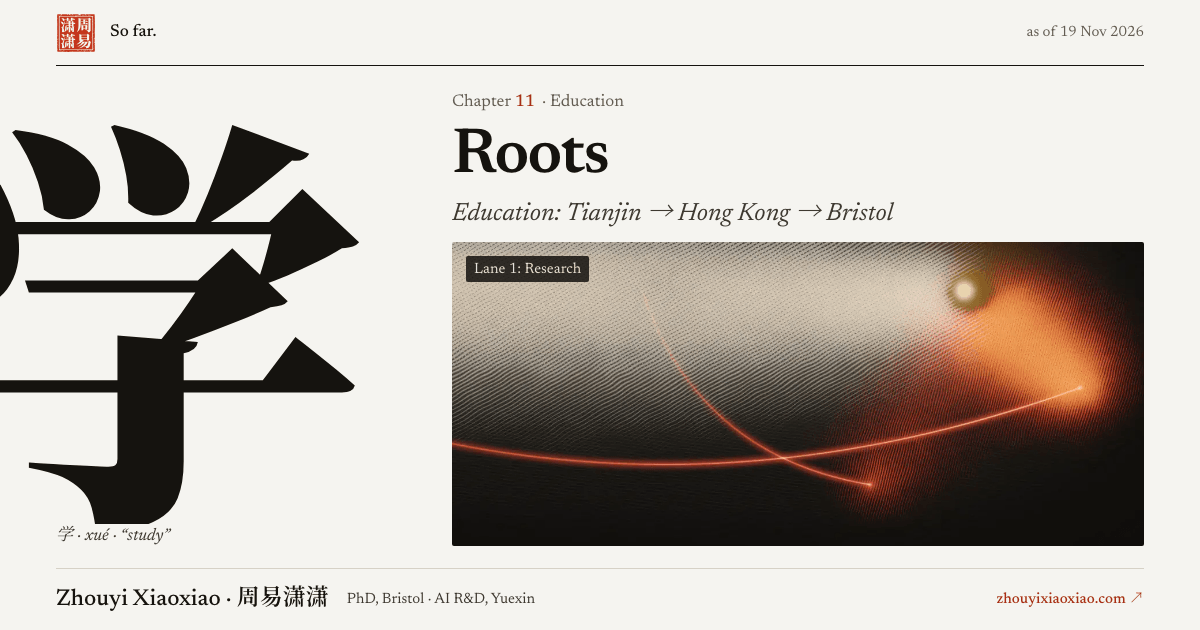 周易潇潇
So far.
as of 19 Nov 2026
Chapter 11 · Education
Roots
Education: Tianjin → Hong Kong → Bristol
Lane 1: Research
学
学 · xué · “study”
Zhouyi Xiaoxiao · 周易潇潇
PhD, Bristol · AI R&D, Yuexin
zhouyixiaoxiao.com ↗